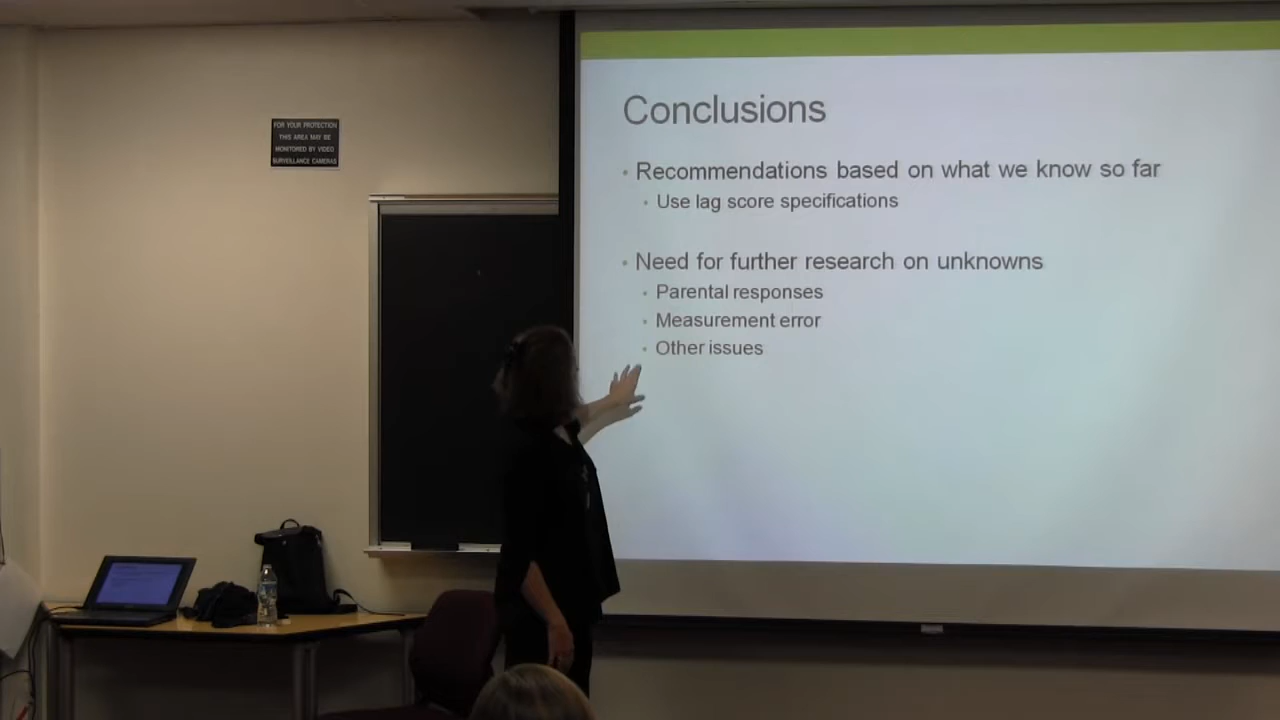 FOR YOUR PROTECTION
THIS AREA MAY BE
MONITORED BY VIDEO
SURVEILLANCE CAMERAS
Conclusions
• Recommendations based on what we know so far
• Use lag score specifications
• Need for further research on unknowns
• Parental responses
• Measurement error
• Other issues